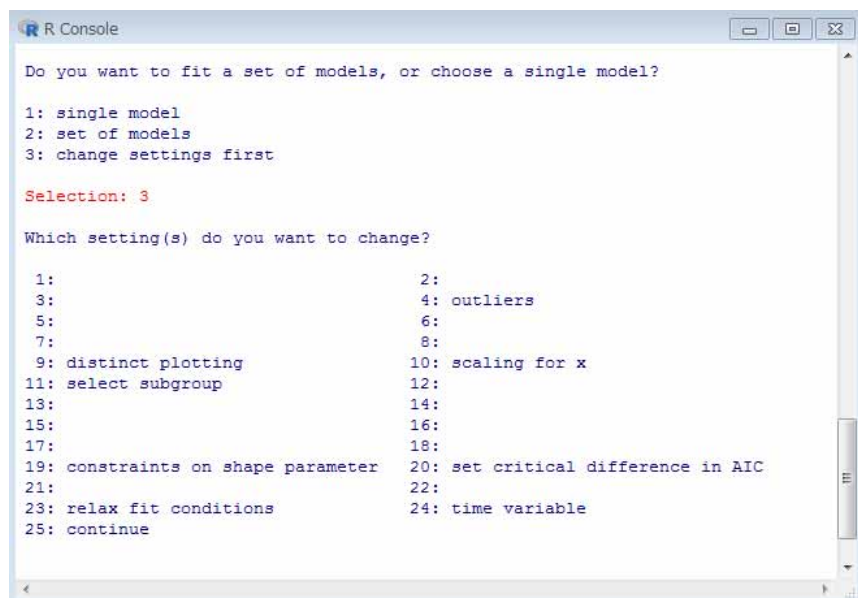 R Console
Do you want to fit a set of models, or choose a single model?
1: single model
2: set of models
3: change settings first
Selection: 3
Which setting(s) do you want to change?
1: 2:
3: 4: outliers
5: 6:
7: 8:
9: distinct plotting 10: scaling for x
11: select subgroup 12:
13: 14:
15: 16:
17: 18:
19: constraints on shape parameter 20: set critical difference in AIC
21: 22:
23: relax fit conditions 24: time variable
25: continue